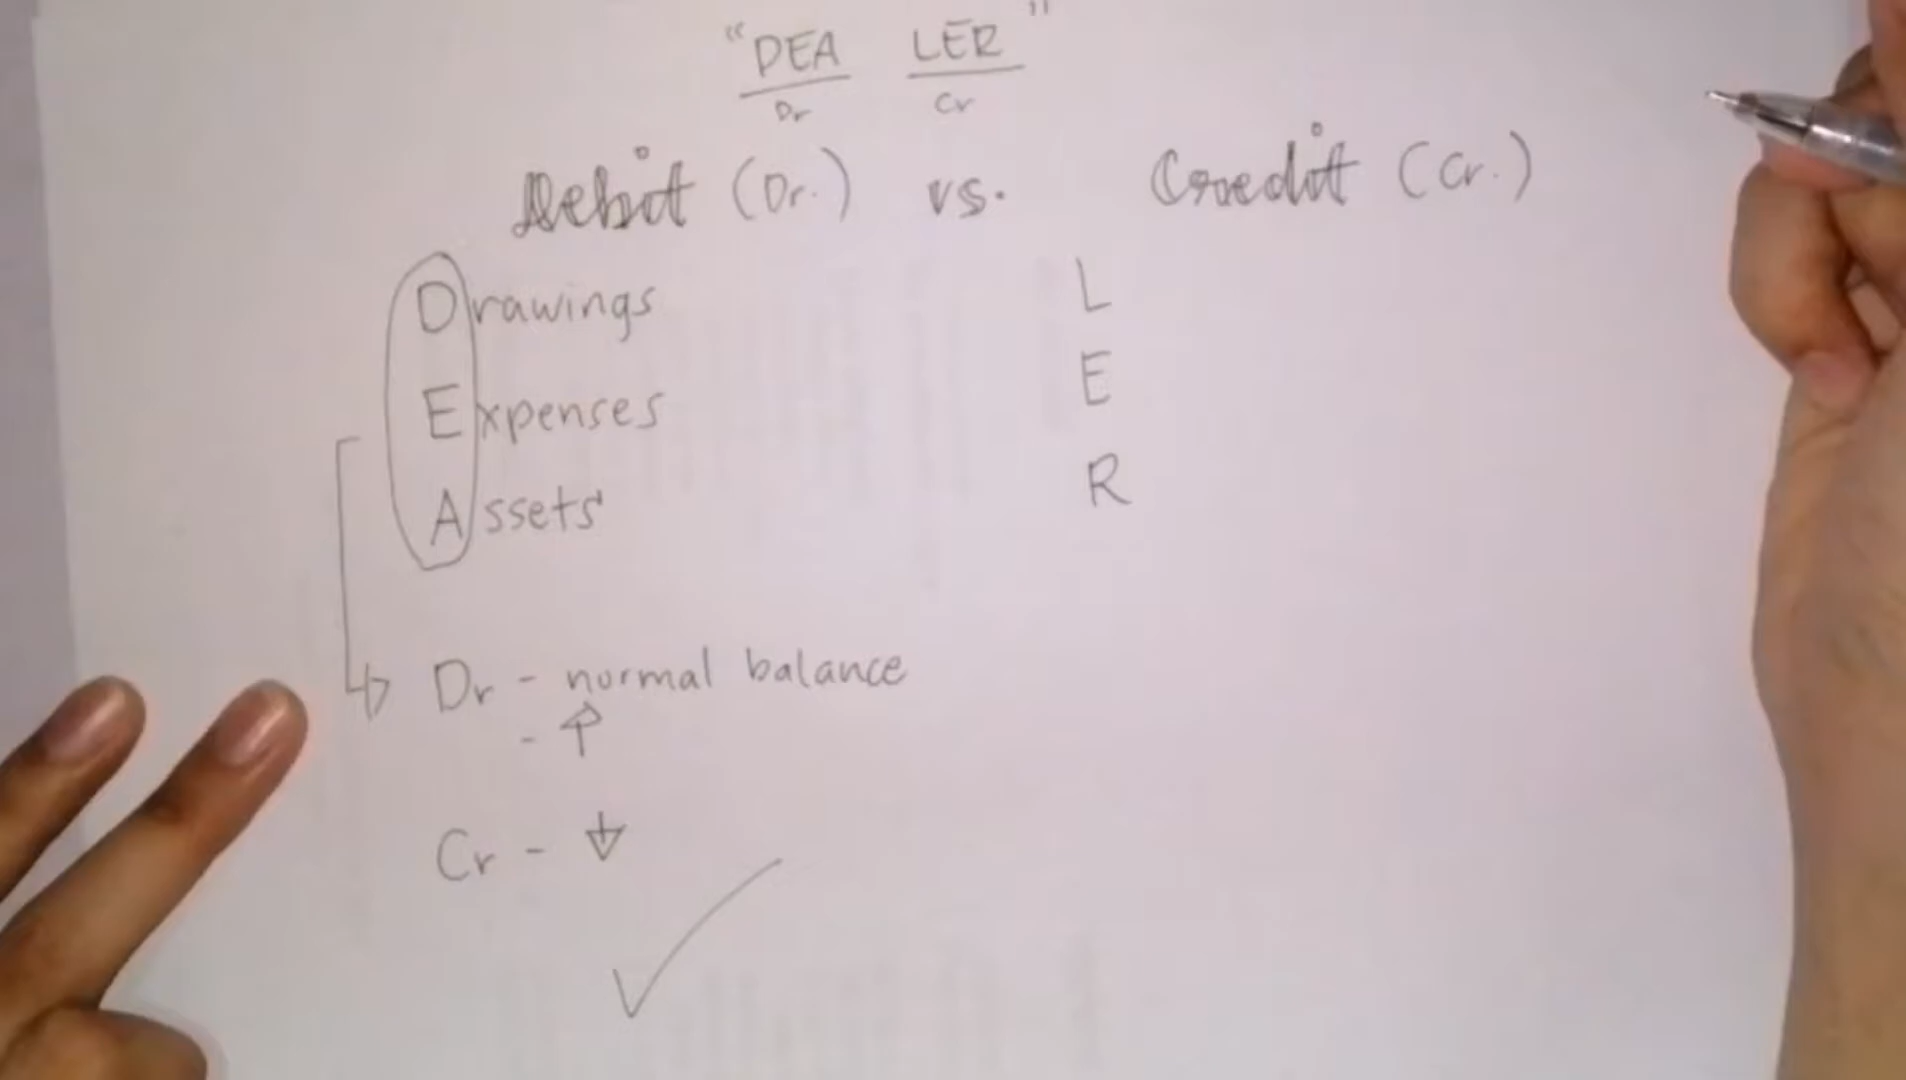 "DEA LER"
Dr Cr
Debit (Dr.) vs. Credit (Cr.)
Drawings L
Expenses E
Assets R
Dr - normal balance
- ↑
Cr - ↓